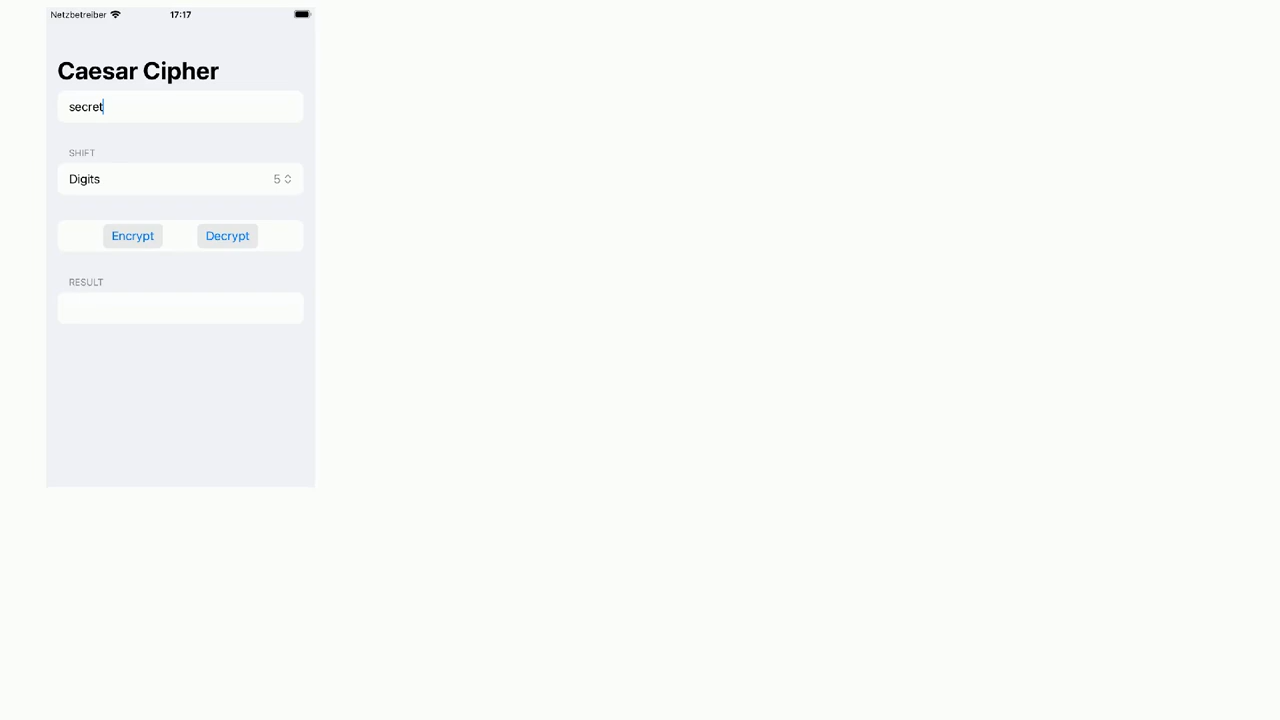 Netzbetreiber 17:17
Caesar Cipher
secret
SHIFT
Digits 5
Encrypt Decrypt
RESULT